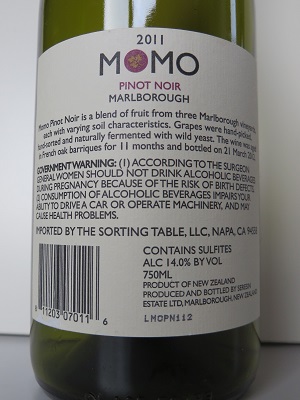 2011
MOMO
PINOT NOIR
MARLBOROUGH
Momo Pinot Noir is a blend of fruit from three Marlborough
each with varying soil characteristics. Grapes were hand-picked,
hand-sorted and naturally fermented with wild yeast. The wine was aged
in French oak barriques for 11 months and bottled on 21 March
GOVERNMENT WARNING: (1) ACCORDING TO THE SURGEON
GENERAL WOMEN SHOULD NOT DRINK ALCOHOLIC BEVERAGES
DURING PREGNANCY BECAUSE OF THE RISK OF BIRTH DEFECTS.
(2) CONSUMPTION OF ALCOHOLIC BEVERAGES IMPAIRS YOUR
ABILITY TO DRIVE A CAR OR OPERATE MACHINERY, AND MAY
CAUSE HEALTH PROBLEMS.
IMPORTED BY THE SORTING TABLE, LLC, NAPA, CA 94558
CONTAINS SULFITES
ALC 14.0% BY VOL
750ML
PRODUCT OF NEW ZEALAND
PRODUCED AND BOTTLED BY SERESIN
ESTATE LTD, MARLBOROUGH, NEW ZEALAND
8 11203 07011 6
LMOPN112